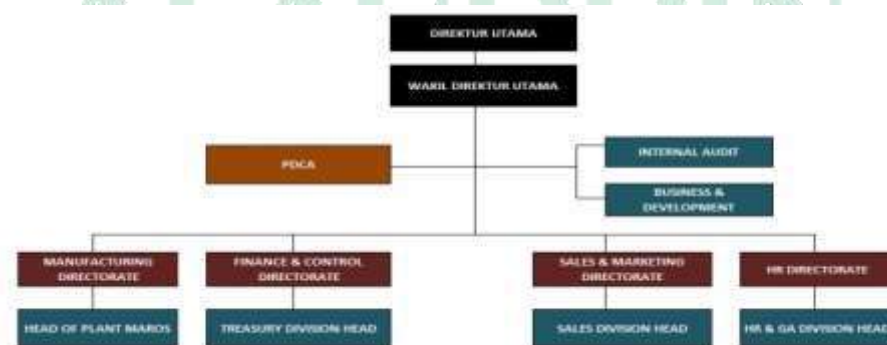 DIREKTUR UTAMA
WAKIL DIREKTUR UTAMA
PDCA
INTERNAL AUDIT
BUSINESS &
DEVELOPMENT
MANUFACTURING
DIRECTORATE
FINANCE & CONTROL
DIRECTORATE
SALES & MARKETING
DIRECTORATE
HR DIRECTORATE
HEAD OF PLANT MAROS
TREASURY DIVISION HEAD
SALES DIVISION HEAD
HR & GA DIVISION HEAD